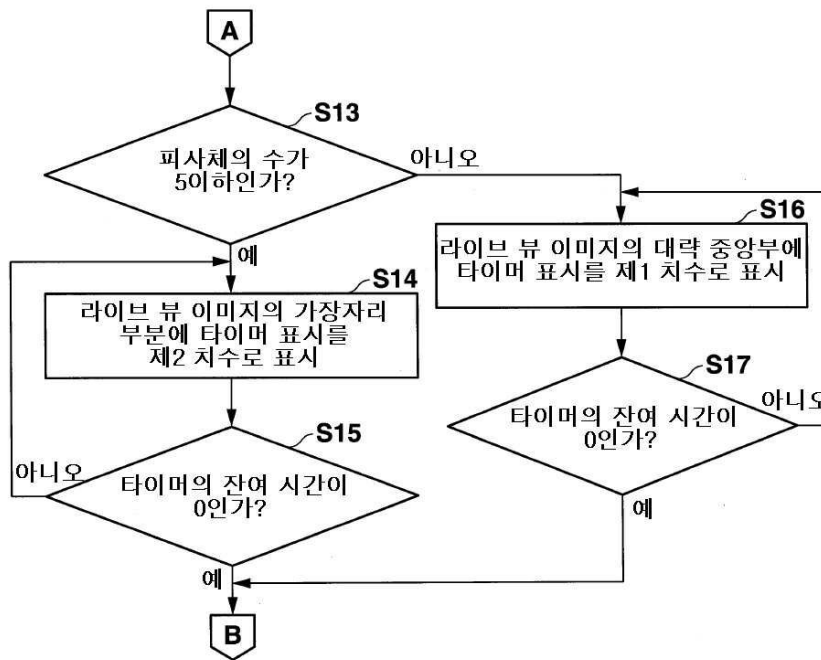 A
S13
피사체의 수가
5이하인가?
아니오
예
S14
라이브 뷰 이미지의 가장자리
부분에 타이머 표시를
제2 치수로 표시
S15
타이머의 잔여 시간이
0인가?
아니오
예
S16
라이브 뷰 이미지의 대략 중앙부에
타이머 표시를 제1 치수로 표시
S17
타이머의 잔여 시간이
0인가?
아니오
예
B